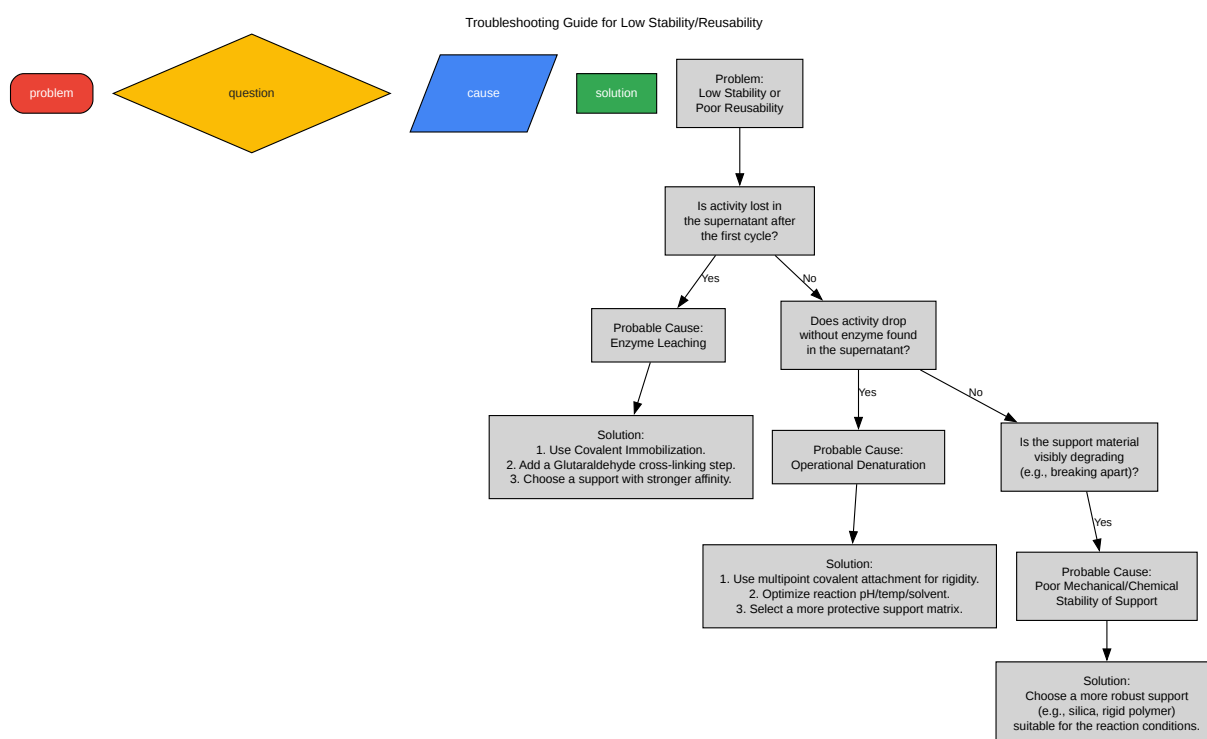 Troubleshooting Guide for Low Stability/Reusability
problem
question
cause
solution
Problem:
Low Stability or
Poor Reusability
Is activity lost in
the supernatant after
the first cycle?
Yes
No
Probable Cause:
Enzyme Leaching
Does activity drop
without enzyme found
in the supernatant?
Yes
No
Solution:
1. Use Covalent Immobilization.
2. Add a Glutaraldehyde cross-linking step.
3. Choose a support with stronger affinity.
Probable Cause:
Operational Denaturation
Is the support material
visibly degrading
(e.g., breaking apart)?
Yes
Solution:
1. Use multipoint covalent attachment for rigidity.
2. Optimize reaction pH/temp/solvent.
3. Select a more protective support matrix.
Probable Cause:
Poor Mechanical/Chemical
Stability of Support
Solution:
Choose a more robust support
(e.g., silica, rigid polymer)
suitable for the reaction conditions.